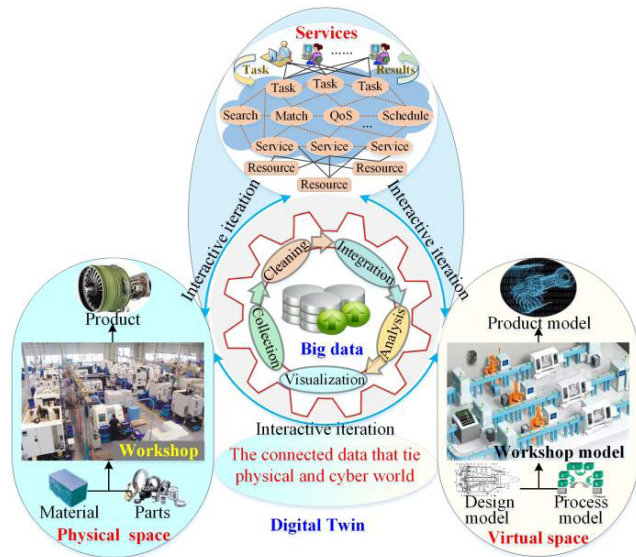 Services
......
Task
Results
Task
Task
Task
Search
Match
QoS
...
Schedule
Service
Service
Service
Resource
Resource
Resource
Interactive iteration
Interactive iteration
Cleaning
Integration
Collection
Analysis
Big data
Visualization
Interactive iteration
The connected data that tie
physical and cyber world
Digital Twin
Product
Workshop
Material
Parts
Physical space
Product model
Workshop model
Design
model
Process
model
Virtual space